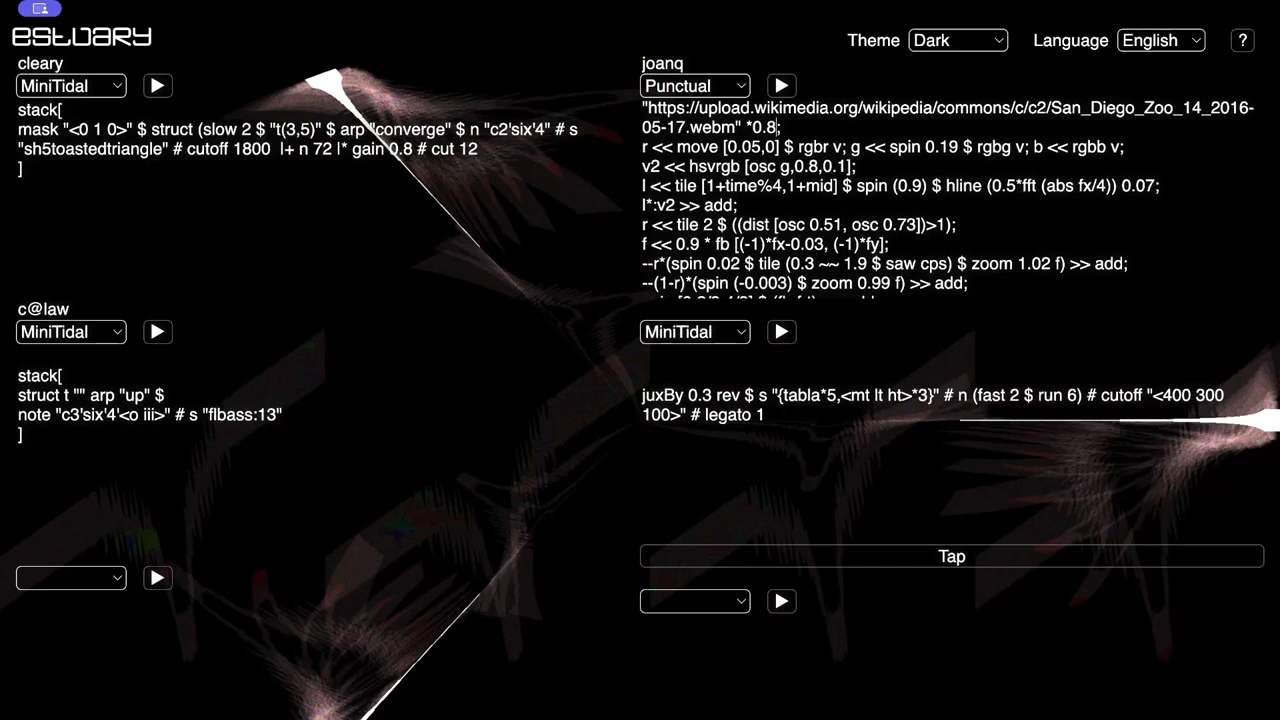 ESTUARY
Theme Dark Language English ?
cleary
MiniTidal
stack[
mask "<0 1 0>" $ struct (slow 2 $ "t(3,5)" $ arp "converge" $ n "c2'six'4" # s
"sh5toastedtriangle" # cutoff 1800 |+ n 72 |* gain 0.8 # cut 12
]
joanq
Punctual
"https://upload.wikimedia.org/wikipedia/commons/c/c2/San_Diego_Zoo_14_2016-
05-17.webm" *0.8;
r << move [0.05,0] $ rgbr v; g << spin 0.19 $ rgbg v; b << rgbb v;
v2 << hsvrgb [osc g,0.8,0.1];
l << tile [1+time%4,1+mid] $ spin (0.9) $ hline (0.5*fft (abs fx/4)) 0.07;
l*:v2 >> add;
r << tile 2 $ ((dist [osc 0.51, osc 0.73])>1);
f << 0.9 * fb [(-1)*fx-0.03, (-1)*fy];
--r*(spin 0.02 $ tile (0.3 ~~ 1.9 $ saw cps) $ zoom 1.02 f) >> add;
--(1-r)*(spin (-0.003) $ zoom 0.99 f) >> add;
c@law
MiniTidal
stack[
struct t "" arp "up" $
note "c3'six'4'<o iii>" # s "flbass:13"
]
MiniTidal
juxBy 0.3 rev $ s "{tabla*5,<mt lt ht>*3}" # n (fast 2 $ run 6) # cutoff "<400 300
100>" # legato 1
Tap